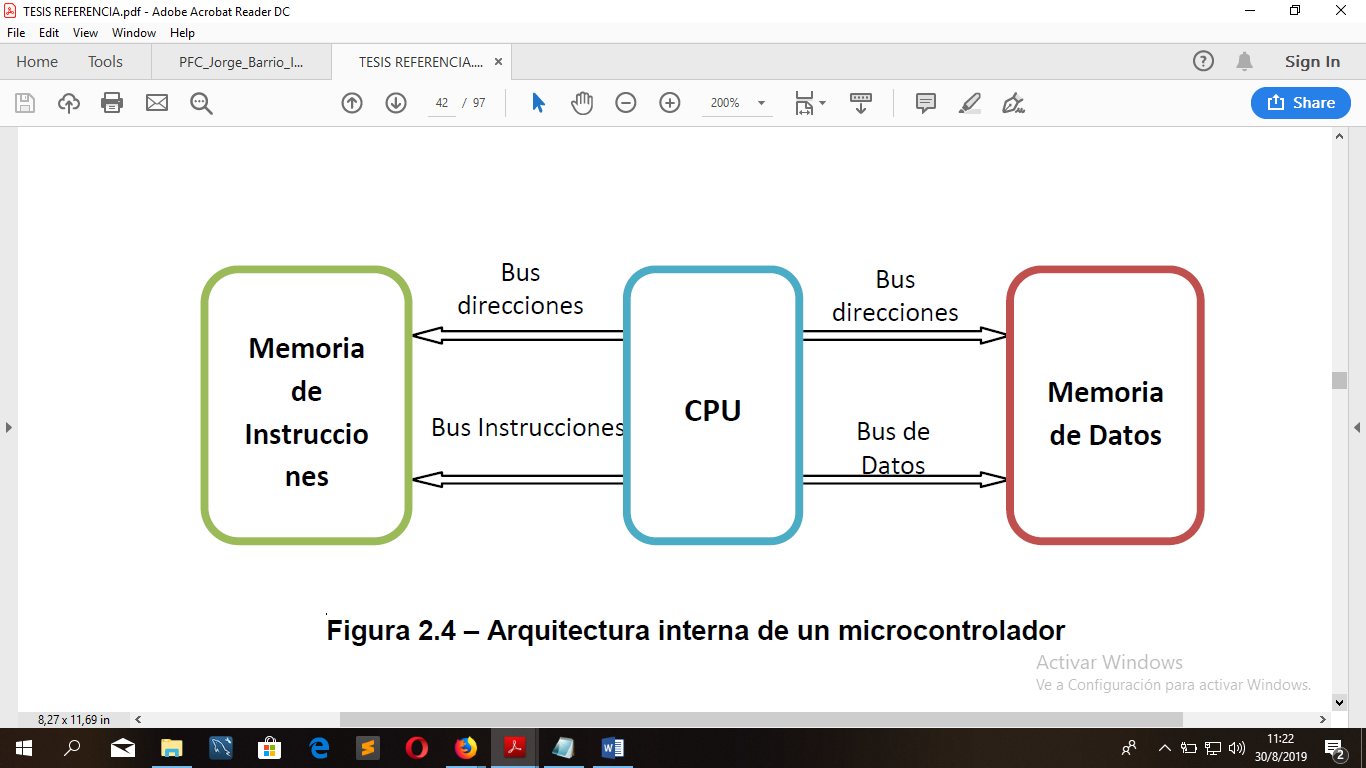 TESIS REFERENCIA.pdf - Adobe Acrobat Reader DC
File Edit View Window Help
Home Tools PFC_Jorge_Barrio_I... TESIS REFERENCIA.... ×
Sign In
42 / 97
200%
Share
Bus
direcciones
Bus
direcciones
Memoria
de
Instruccio
nes
Bus Instrucciones
CPU
Bus de
Datos
Memoria
de Datos
Figura 2.4 – Arquitectura interna de un microcontrolador
Activar Windows
Ve a Configuración para activar Windows.
8,27 x 11,69 in
11:22
30/8/2019
2